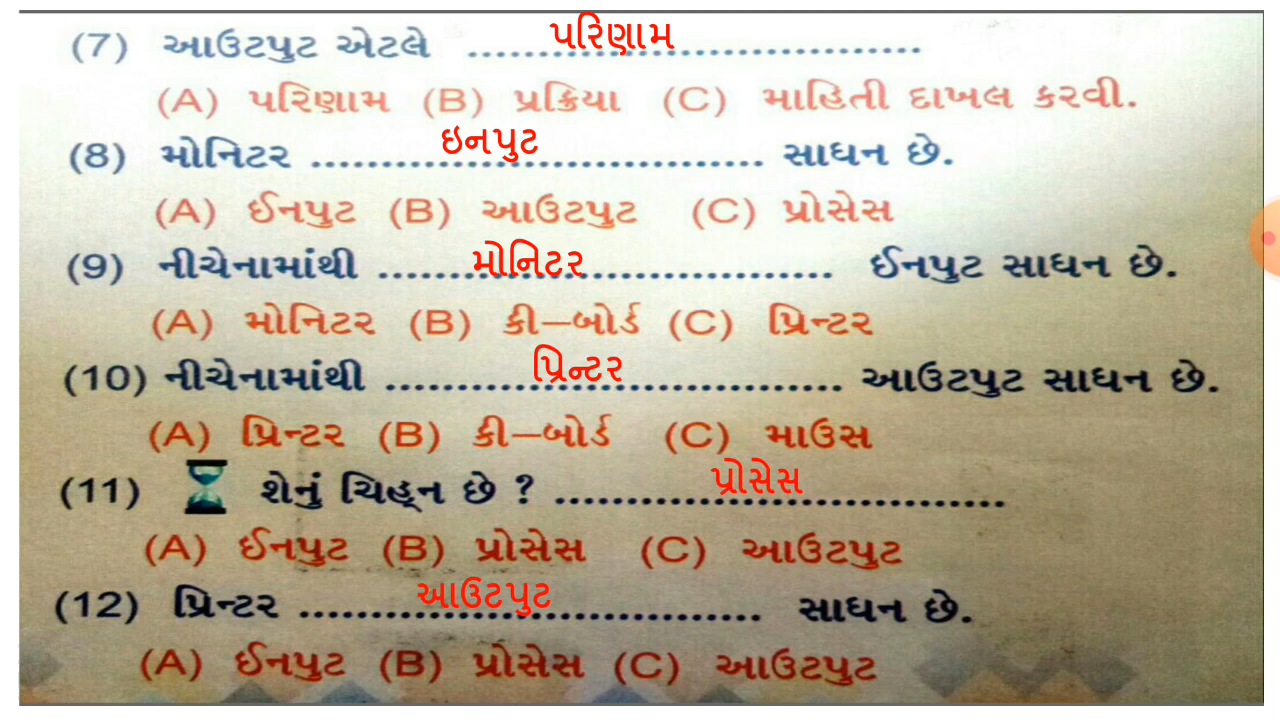 (7) આઉટપુટ એટલે ....પરિણામ....
(A) પરિણામ (B) પ્રક્રિયા (C) માહિતી દાખલ કરવી.
(8) મોનિટર ....ઇનપુટ.... સાધન છે.
(A) ઈનપુટ (B) આઉટપુટ (C) પ્રોસેસ
(9) નીચેનામાંથી ....મોનિટર.... ઈનપુટ સાધન છે.
(A) મોનિટર (B) કી–બોર્ડ (C) પ્રિન્ટર
(10) નીચેનામાંથી ....પ્રિન્ટર.... આઉટપુટ સાધન છે.
(A) પ્રિન્ટર (B) કી–બોર્ડ (C) માઉસ
(11) શેનું ચિહ્ન છે ? ....પ્રોસેસ....
(A) ઈનપુટ (B) પ્રોસેસ (C) આઉટપુટ
(12) પ્રિન્ટર ....આઉટપુટ.... સાધન છે.
(A) ઈનપુટ (B) પ્રોસેસ (C) આઉટપુટ